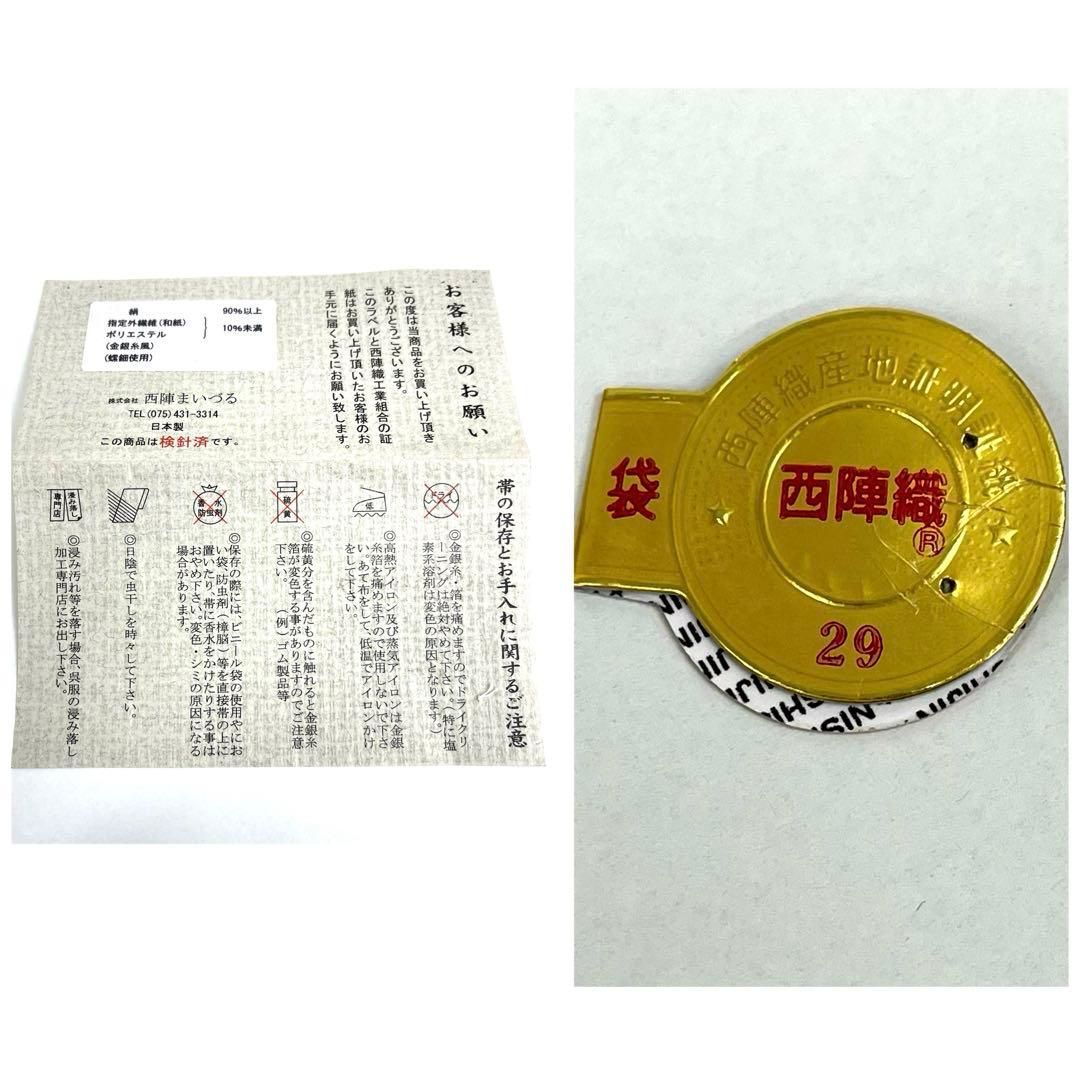 お客様へのお願い
この度は当商品をお買い上げ頂き
ありがとうございます。
このラベルと西陣織工業組合の証
紙はお買い上げ頂いたお客様のお
手元に届くようにお願い致します。
絹 90%以上
指定外繊維(和紙)
ポリエステル 10%未満
(金銀糸風)
(螺鈿使用)
株式会社 西陣まいづる
TEL(075)431-3314
日本製
この商品は検針済です。
帯の保存とお手入れに関するご注意
ドライ
◎金銀糸・箔を痛めますのでドライクリ
ーニングは絶対やめて下さい。(特に塩
素系溶剤は変色の原因となります。)
低
◎高熱アイロン及び蒸気アイロンは金銀
糸箔を痛めますので使用しないで下さ
い。あて布をして、低温でアイロンかけ
をして下さい。
硫黄
◎硫黄分を含んだものに触れると金銀糸
箔が変色する事がありますのでご注意
下さい。 (例)ゴム製品等
香水
防虫剤
◎保存の際には、ビニール袋の使用やにお
い袋、防虫剤(樟脳)等を直接帯の上に
置いたり、帯に香水をかけたりする事は
おやめ下さい。変色・シミの原因になる
場合があります。
◎日陰で虫干しを時々して下さい。
浸み落し
専門店
◎浸み汚れ等を落す場合、呉服の浸み落し
加工専門店にお出し下さい。
西陣織産地証明証紙
袋
西陣織®
29